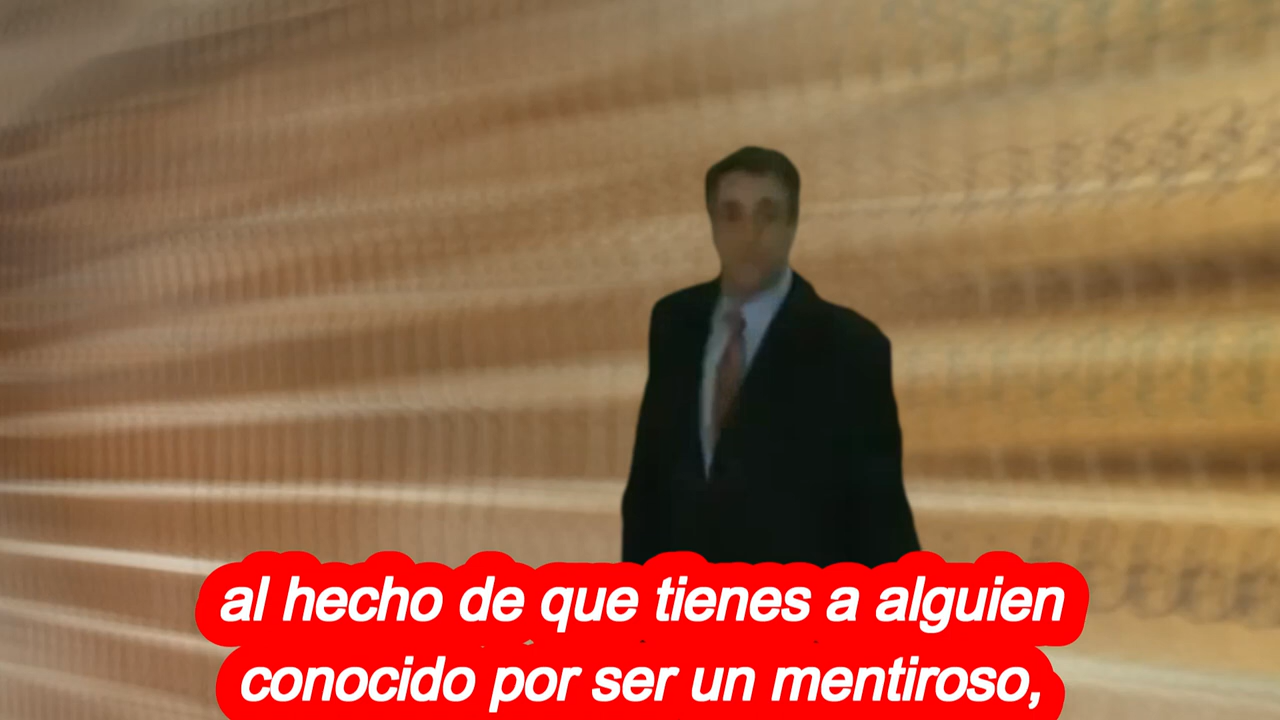 al hecho de que tienes a alguien
conocido por ser un mentiroso,